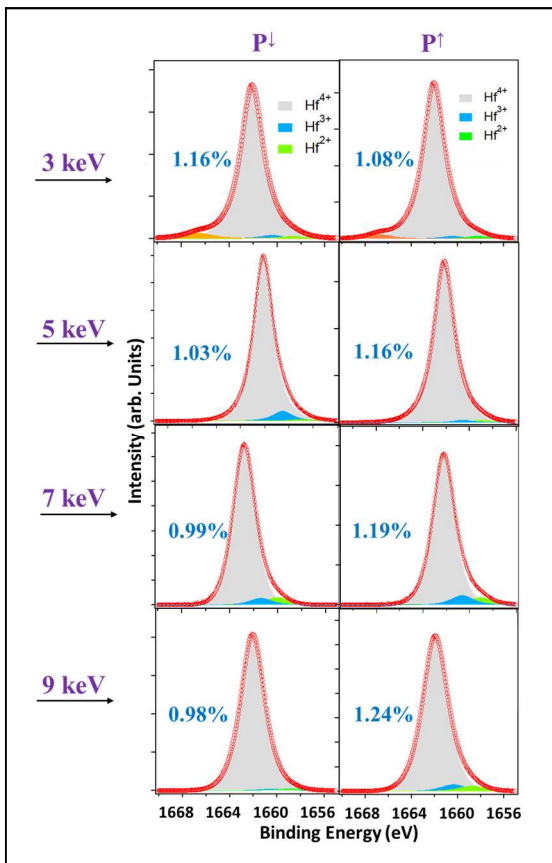 P↓ P↑
Hf4+ Hf4+
Hf3+ Hf3+
Hf2+ Hf2+
3 keV 1.16% 1.08%
5 keV 1.03% 1.16%
Intensity (arb. Units)
7 keV 0.99% 1.19%
9 keV 0.98% 1.24%
1668 1664 1660 1656 1668 1664 1660 1656
Binding Energy (eV)